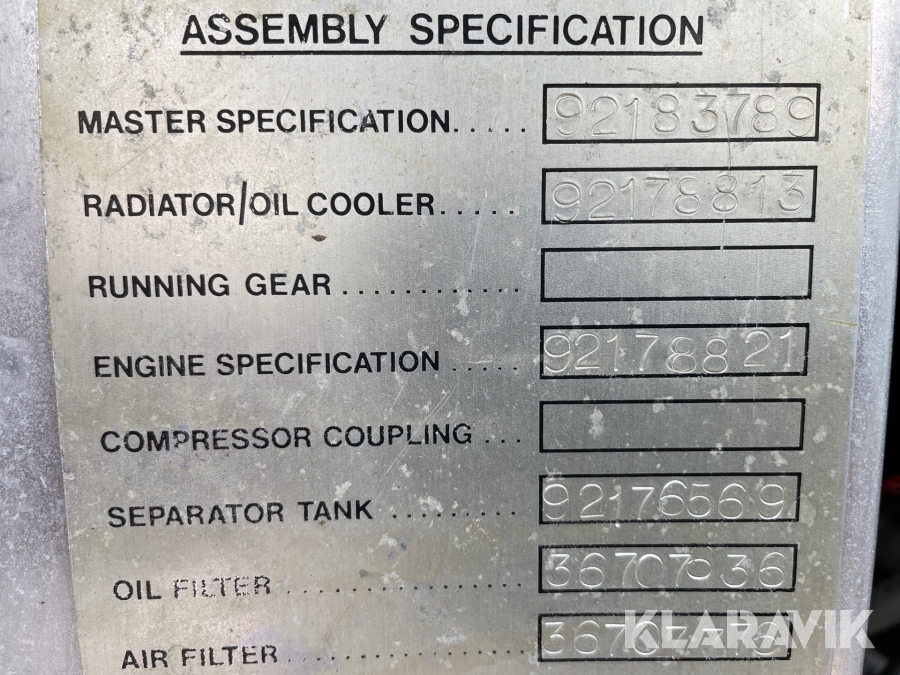 ASSEMBLY SPECIFICATION
MASTER SPECIFICATION..... 92183789
RADIATOR/OIL COOLER..... 92178813
RUNNING GEAR ............
ENGINE SPECIFICATION ..... 92178821
COMPRESSOR COUPLING ...
SEPARATOR TANK ......... 92176569
OIL FILTER ................
AIR FILTER ................
KLARAVIK